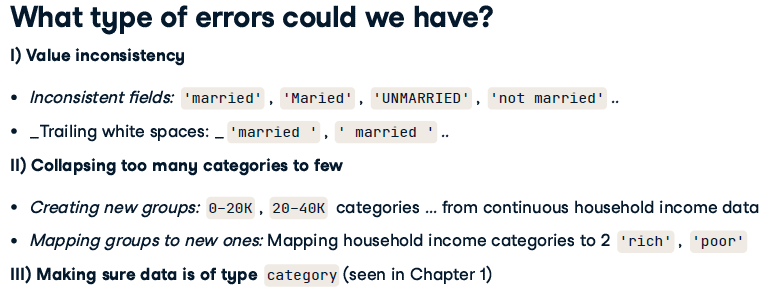 What type of errors could we have?
I) Value inconsistency
• Inconsistent fields: 'married' , 'Maried' , 'UNMARRIED' , 'not married' ..
• _Trailing white spaces: _ 'married ' , ' married ' ..
II) Collapsing too many categories to few
• Creating new groups: 0-20K , 20-40K categories ... from continuous household income data
• Mapping groups to new ones: Mapping household income categories to 2 'rich' , 'poor'
III) Making sure data is of type category (seen in Chapter 1)